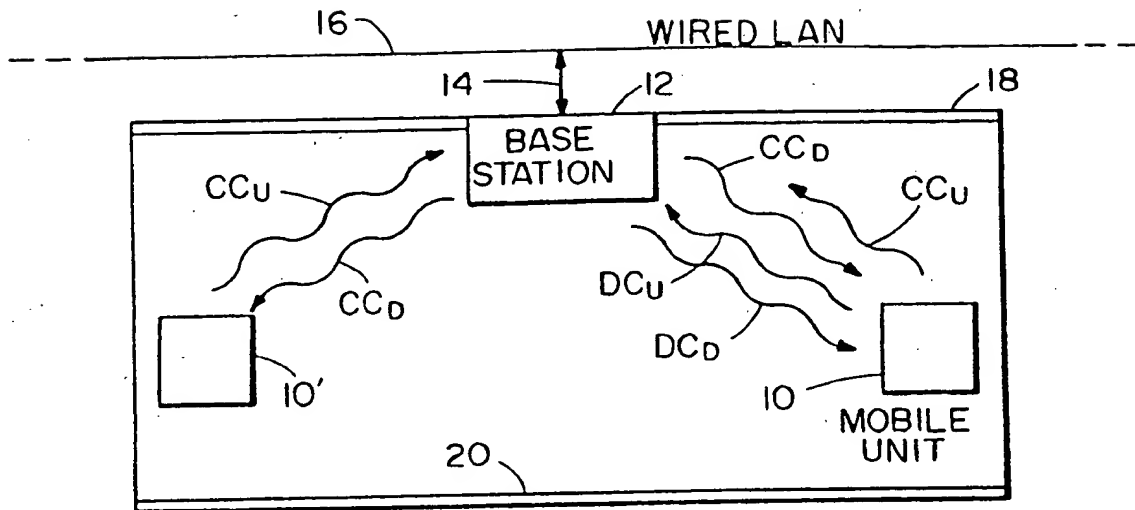 16
WIRED LAN
14
12
18
BASE
STATION
CCU
CCD
CCD
CCU
DCU
DCD
10'
10
MOBILE
UNIT
20